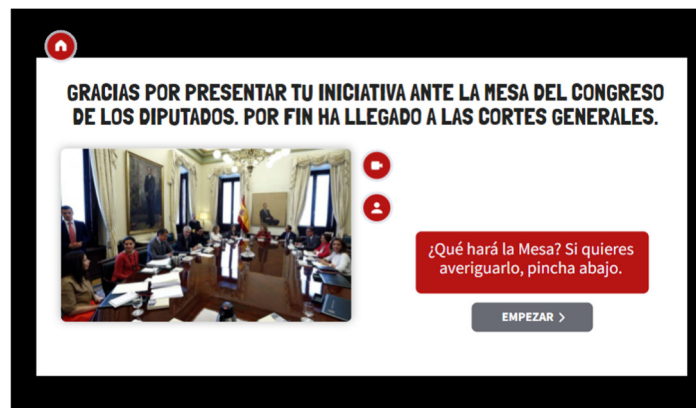 GRACIAS POR PRESENTAR TU INICIATIVA ANTE LA MESA DEL CONGRESO
DE LOS DIPUTADOS. POR FIN HA LLEGADO A LAS CORTES GENERALES.
¿Qué hará la Mesa? Si quieres
averiguarlo, pincha abajo.
EMPEZAR >